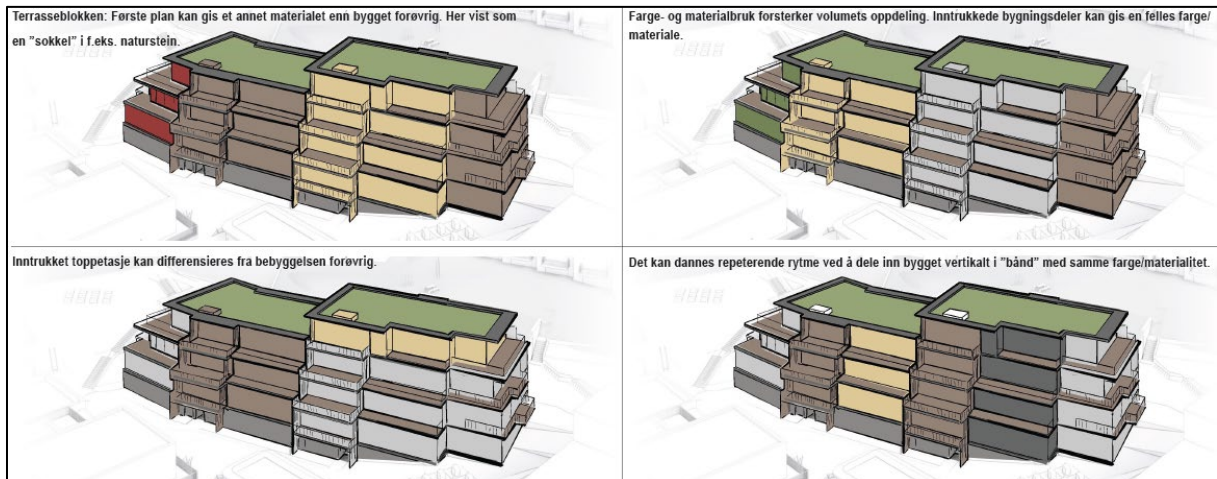 Terrasseblokken: Første plan kan gis et annet materialet enn bygget forøvrig. Her vist som
en ”sokkel” i f.eks. naturstein.
Farge- og materialbruk forsterker volumets oppdeling. Inntrukkede bygningsdeler kan gis en felles farge/
materiale.
Inntrukket toppetasje kan differensieres fra bebyggelsen forøvrig.
Det kan dannes repeterende rytme ved å dele inn bygget vertikalt i ”bånd” med samme farge/materialitet.